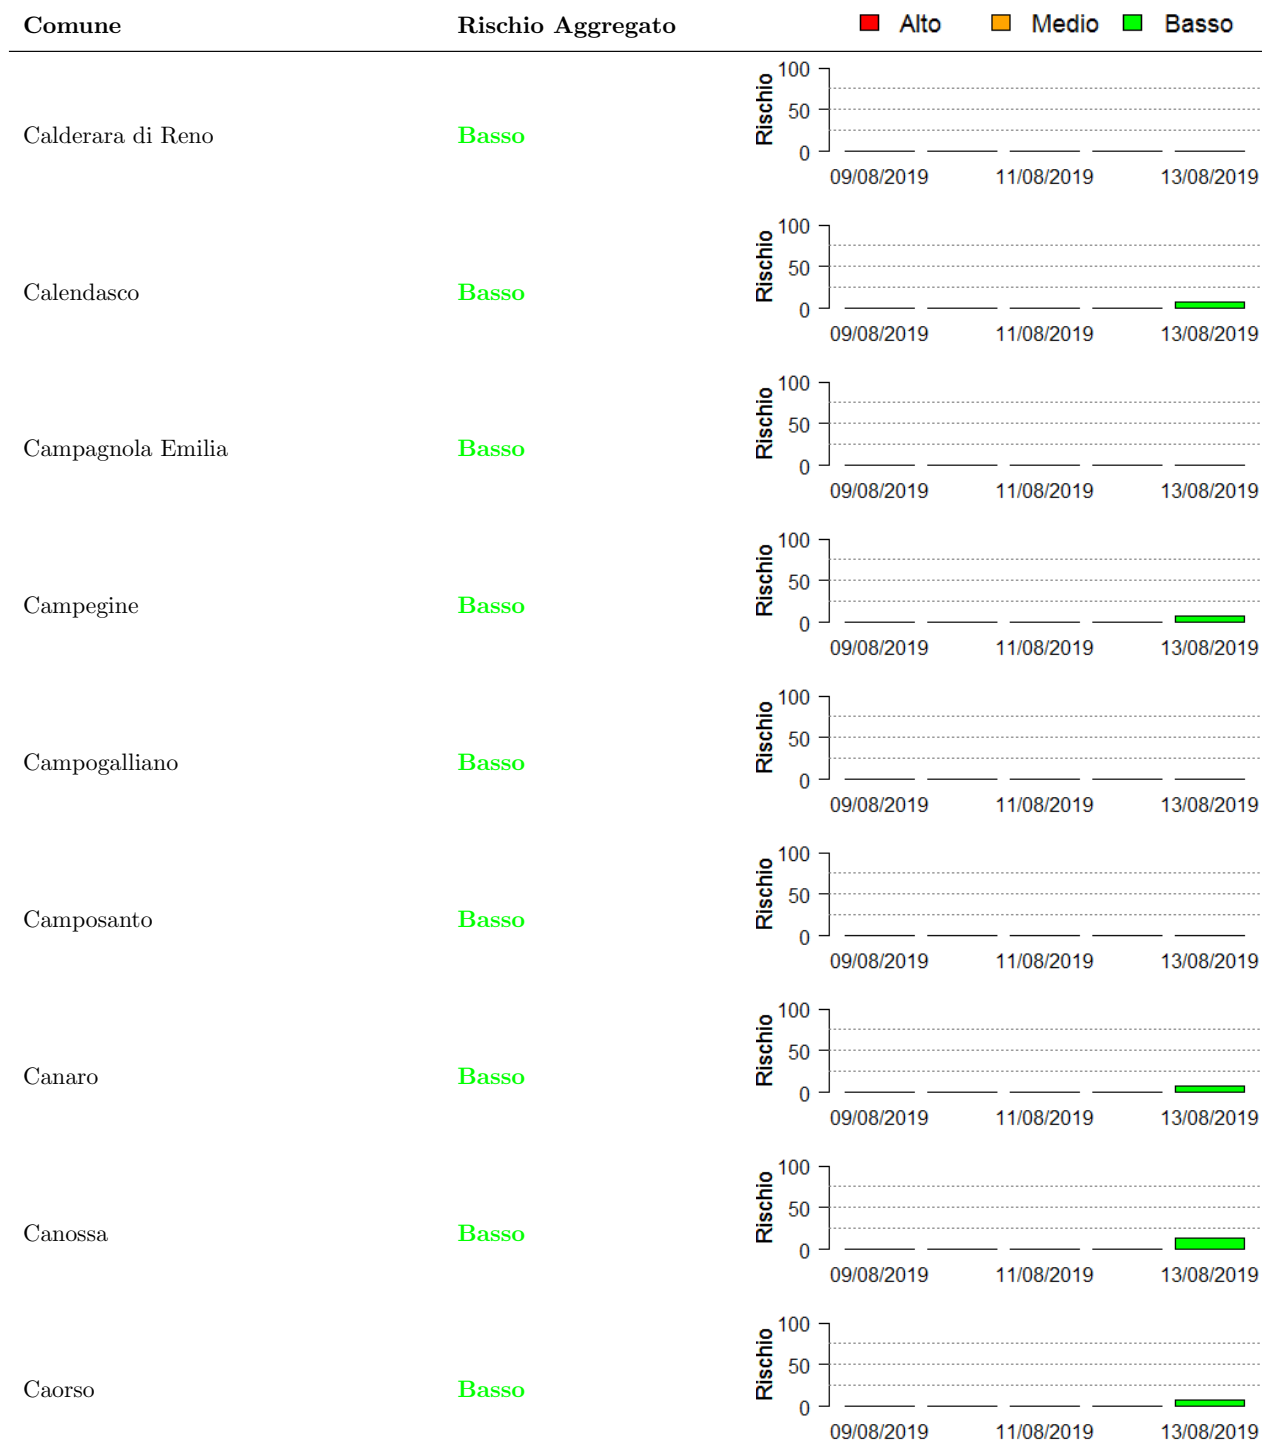 Comune Rischio Aggregato Alto Medio Basso
100
50
0
Rischio
Calderara di Reno Basso
09/08/2019 11/08/2019 13/08/2019
100
50
0
Rischio
Calendasco Basso
09/08/2019 11/08/2019 13/08/2019
100
50
0
Rischio
Campagnola Emilia Basso
09/08/2019 11/08/2019 13/08/2019
100
50
0
Rischio
Campegine Basso
09/08/2019 11/08/2019 13/08/2019
100
50
0
Rischio
Campogalliano Basso
09/08/2019 11/08/2019 13/08/2019
100
50
0
Rischio
Camposanto Basso
09/08/2019 11/08/2019 13/08/2019
100
50
0
Rischio
Canaro Basso
09/08/2019 11/08/2019 13/08/2019
100
50
0
Rischio
Canossa Basso
09/08/2019 11/08/2019 13/08/2019
100
50
0
Rischio
Caorso Basso
09/08/2019 11/08/2019 13/08/2019